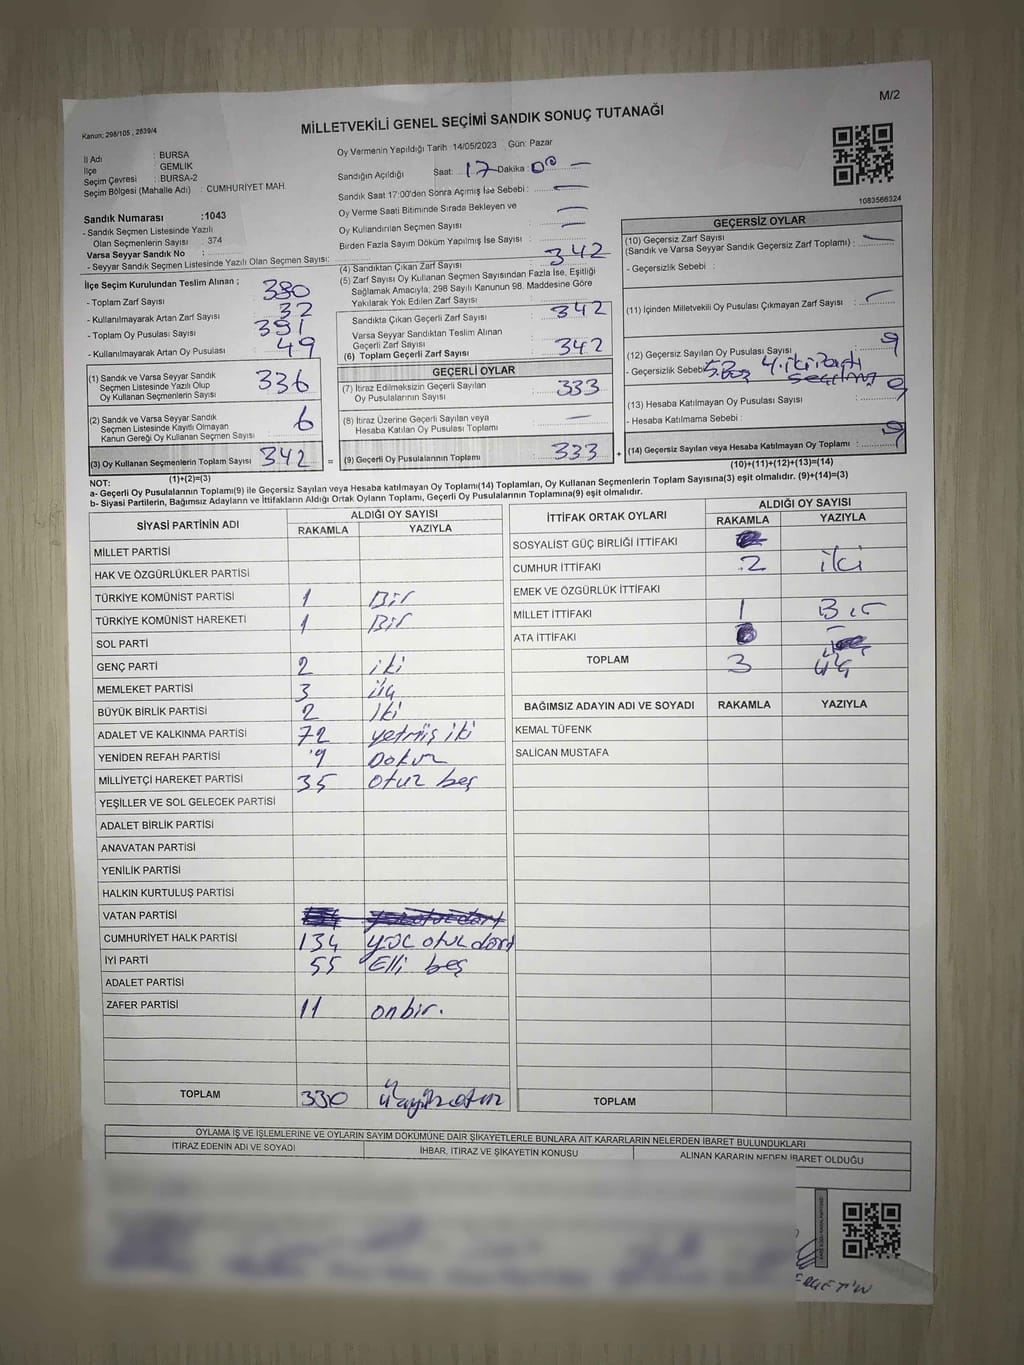 M/2
Kanun; 298/105 , 2839/4
MİLLETVEKİLİ GENEL SEÇİMİ SANDIK SONUÇ TUTANAĞI
İl Adı : BURSA
İlçe : GEMLİK
Seçim Çevresi : BURSA-2
Seçim Bölgesi (Mahalle Adı) : CUMHURİYET MAH
Sandık Numarası :1043
- Sandık Seçmen Listesinde Yazılı
Olan Seçmenlerin Sayısı : 374
Varsa Seyyar Sandık No :
- Seyyar Sandık Seçmen Listesinde Yazılı Olan Seçmen Sayısı:
Oy Vermenin Yapıldığı Tarih :14/05/2023 Gün: Pazar
Sandığın Açıldığı Saat: 17 Dakika : 00 —
Sandık Saat 17:00'den Sonra Açılmış İse Sebebi : —
Oy Verme Saati Bitiminde Sırada Bekleyen ve —
Oy Kullandırılan Seçmen Sayısı : —
Birden Fazla Sayım Döküm Yapılmış İse Sayısı :
1083566324
İlçe Seçim Kurulundan Teslim Alınan ;
- Toplam Zarf Sayısı 380
- Kullanılmayarak Artan Zarf Sayısı 32
- Toplam Oy Pusulası Sayısı 391
- Kullanılmayarak Artan Oy Pusulası 49
(1) Sandık ve Varsa Seyyar Sandık
Seçmen Listesinde Yazılı Olup
Oy Kullanan Seçmenlerin Sayısı 336
(2) Sandık ve Varsa Seyyar Sandık
Seçmen Listesinde Kayıtlı Olmayan
Kanun Gereği Oy Kullanan Seçmen Sayısı 6
(3) Oy Kullanan Seçmenlerin Toplam Sayısı 342 =
(1)+(2)=(3)
(4) Sandıktan Çıkan Zarf Sayısı 342
(5) Zarf Sayısı Oy Kullanan Seçmen Sayısından Fazla İse, Eşitliği
Sağlamak Amacıyla; 298 Sayılı Kanunun 98. Maddesine Göre
Yakılarak Yok Edilen Zarf Sayısı :
Sandıkta Çıkan Geçerli Zarf Sayısı : 342
Varsa Seyyar Sandıktan Teslim Alınan
Geçerli Zarf Sayısı
(6) Toplam Geçerli Zarf Sayısı : 342
GEÇERLİ OYLAR
(7) İtiraz Edilmeksizin Geçerli Sayılan
Oy Pusulalarının Sayısı : 333
(8) İtiraz Üzerine Geçerli Sayılan veya
Hesaba Katılan Oy Pusulası Toplamı : —
(9) Geçerli Oy Pusulalarının Toplamı 333 +
GEÇERSİZ OYLAR
(10) Geçersiz Zarf Sayısı
(Sandık ve Varsa Seyyar Sandık Geçersiz Zarf Toplamı) : —
- Geçersizlik Sebebi :
(11) İçinden Milletvekili Oy Pusulası Çıkmayan Zarf Sayısı : —
(12) Geçersiz Sayılan Oy Pusulası Sayısı : 9
- Geçersizlik Sebebi 5. Boş 4. iki Parti
(13) Hesaba Katılmayan Oy Pusulası Sayısı
- Hesaba Katılmama Sebebi :
(14) Geçersiz Sayılan veya Hesaba Katılmayan Oy Toplamı : 9
(10)+(11)+(12)+(13)=(14)
NOT:
a- Geçerli Oy Pusulalarının Toplamı(9) ile Geçersiz Sayılan veya Hesaba katılmayan Oy Toplamı(14) Toplamları, Oy Kullanan Seçmenlerin Toplam Sayısına(3) eşit olmalıdır. (9)+(14)=(3)
b- Siyasi Partilerin, Bağımsız Adayların ve İttifakların Aldığı Ortak Oyların Toplamı, Geçerli Oy Pusulalarının Toplamına(9) eşit olmalıdır.
SİYASİ PARTİNİN ADI ALDIĞI OY SAYISI
RAKAMLA YAZIYLA
MİLLET PARTİSİ
HAK VE ÖZGÜRLÜKLER PARTİSİ
TÜRKİYE KOMÜNİST PARTİSİ 1 Bir
TÜRKİYE KOMÜNİST HAREKETİ 1 Bir
SOL PARTİ
GENÇ PARTİ 2 iki
MEMLEKET PARTİSİ 3 üç
BÜYÜK BİRLİK PARTİSİ 2 iki
ADALET VE KALKINMA PARTİSİ 72 yetmiş iki
YENİDEN REFAH PARTİSİ 9 Dokuz
MİLLİYETÇİ HAREKET PARTİSİ 35 otuz beş
YEŞİLLER VE SOL GELECEK PARTİSİ
ADALET BİRLİK PARTİSİ
ANAVATAN PARTİSİ
YENİLİK PARTİSİ
HALKIN KURTULUŞ PARTİSİ
VATAN PARTİSİ
CUMHURİYET HALK PARTİSİ 134 yüz otuz dört
İYİ PARTİ 55 Elli beş
ADALET PARTİSİ
ZAFER PARTİSİ 11 onbir.
TOPLAM 330 üçyüzotuz
İTTİFAK ORTAK OYLARI ALDIĞI OY SAYISI
RAKAMLA YAZIYLA
SOSYALİST GÜÇ BİRLİĞİ İTTİFAKI
CUMHUR İTTİFAKI 2 iki
EMEK VE ÖZGÜRLÜK İTTİFAKI
MİLLET İTTİFAKI 1 Bir
ATA İTTİFAKI —
TOPLAM 3 üç
BAĞIMSIZ ADAYIN ADI VE SOYADI RAKAMLA YAZIYLA
KEMAL TÜFENK
SALİCAN MUSTAFA
TOPLAM
OYLAMA İŞ VE İŞLEMLERİNE VE OYLARIN SAYIM DÖKÜMÜNE DAİR ŞİKAYETLERLE BUNLARA AİT KARARLARIN NELERDEN İBARET BULUNDUKLARI
İTİRAZ EDENİN ADI VE SOYADI İHBAR, İTİRAZ VE ŞİKAYETİN KONUSU ALINAN KARARIN NEDEN İBARET OLDUĞU